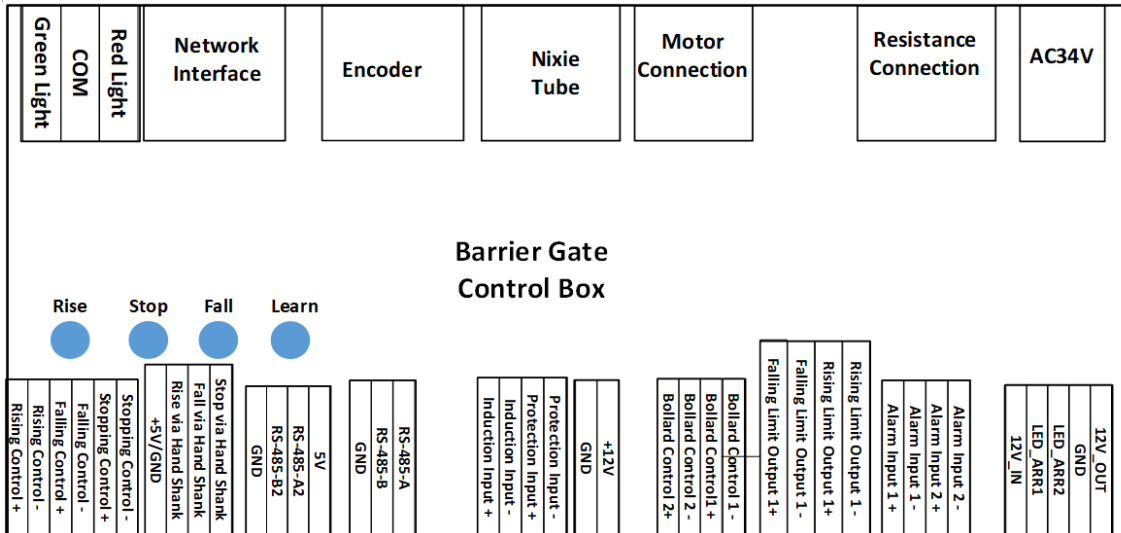 Green Light
COM
Red Light
Network
Interface
Encoder
Nixie
Tube
Motor
Connection
Resistance
Connection
AC34V
Barrier Gate
Control Box
Rise
Stop
Fall
Learn
Rising Control +
Rising Control -
Falling Control +
Falling Control -
Stopping Control +
Stopping Control -
+5V/GND
Rise via Hand Shank
Fall via Hand Shank
Stop via Hand Shank
GND
RS-485-B2
RS-485-A2
5V
GND
RS-485-B
RS-485-A
Induction Input +
Induction Input -
Protection Input +
Protection Input -
GND
+12V
Bollard Control 2+
Bollard Control 2 -
Bollard Control1 +
Bollard Control 1 -
Falling Limit Output 1+
Falling Limit Output 1 -
Rising Limit Output 1+
Rising Limit Output 1 -
Alarm Input 1 +
Alarm Input 1 -
Alarm Input 2 +
Alarm Input 2 -
12V_IN
LED_ARR1
LED_ARR2
GND
12V_OUT